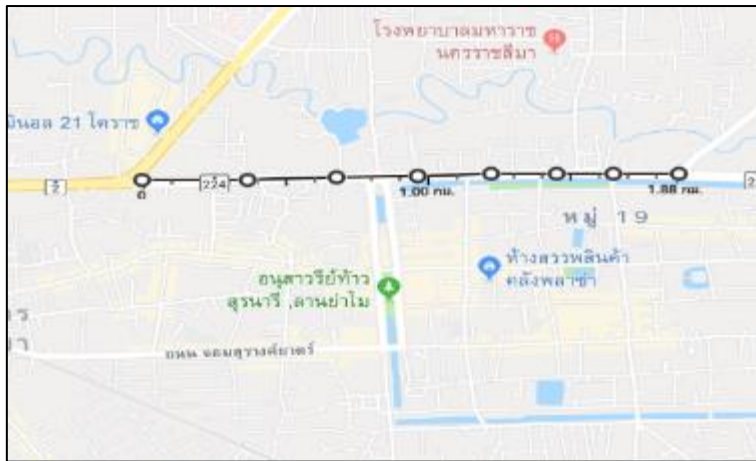 โรงพยาบาลมหาราช
นครราชสีมา
มินอล 21 โคราช
2
224
0
1.00 กม.
1.88 กม.
2
หมู่ 19
ห้างสรรพสินค้า
คลังพลาซ่า
อนุสาวรีย์ท้าว
สุรนารี ,ลานย่าโม
ถนน จอมสุรางค์ยาตร์